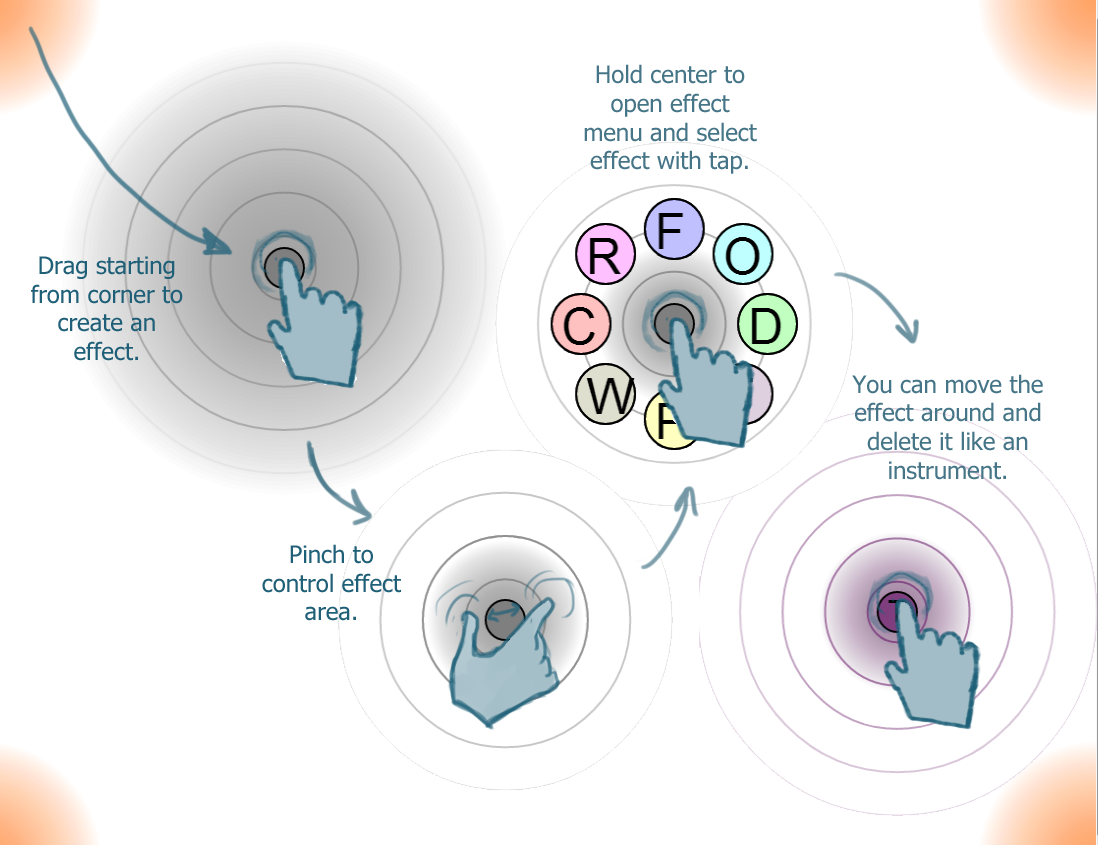 Drag starting
from corner to
create an
effect.
Pinch to
control effect
area.
Hold center to
open effect
menu and select
effect with tap.
F
R
O
C
D
W
You can move the
effect around and
delete it like an
instrument.